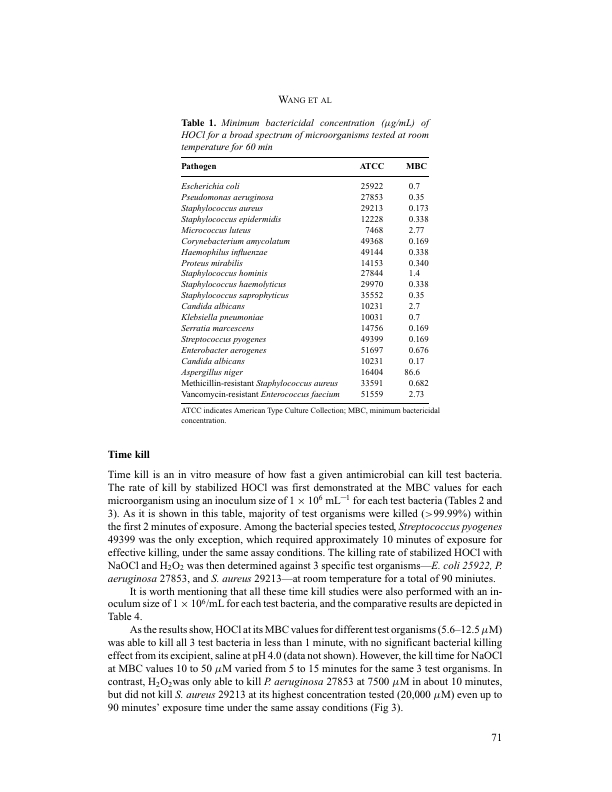 WANG ET AL
Table 1. Minimum bactericidal concentration (μg/mL) of
HOCl for a broad spectrum of microorganisms tested at room
temperature for 60 min
Pathogen ATCC MBC
Escherichia coli 25922 0.7
Pseudomonas aeruginosa 27853 0.35
Staphylococcus aureus 29213 0.173
Staphylococcus epidermidis 12228 0.338
Micrococcus luteus 7468 2.77
Corynebacterium amycolatum 49368 0.169
Haemophilus influenzae 49144 0.338
Proteus mirabilis 14153 0.340
Staphylococcus hominis 27844 1.4
Staphylococcus haemolyticus 29970 0.338
Staphylococcus saprophyticus 35552 0.35
Candida albicans 10231 2.7
Klebsiella pneumoniae 10031 0.7
Serratia marcescens 14756 0.169
Streptococcus pyogenes 49399 0.169
Enterobacter aerogenes 51697 0.676
Candida albicans 10231 0.17
Aspergillus niger 16404 86.6
Methicillin-resistant Staphylococcus aureus 33591 0.682
Vancomycin-resistant Enterococcus faecium 51559 2.73
ATCC indicates American Type Culture Collection; MBC, minimum bactericidal
concentration.
Time kill
Time kill is an in vitro measure of how fast a given antimicrobial can kill test bacteria.
The rate of kill by stabilized HOCl was first demonstrated at the MBC values for each
microorganism using an inoculum size of 1 × 10⁶ mL⁻¹ for each test bacteria (Tables 2 and
3). As it is shown in this table, majority of test organisms were killed (>99.99%) within
the first 2 minutes of exposure. Among the bacterial species tested, Streptococcus pyogenes
49399 was the only exception, which required approximately 10 minutes of exposure for
effective killing, under the same assay conditions. The killing rate of stabilized HOCl with
NaOCl and H₂O₂ was then determined against 3 specific test organisms—E. coli 25922, P.
aeruginosa 27853, and S. aureus 29213—at room temperature for a total of 90 miniutes.
It is worth mentioning that all these time kill studies were also performed with an in-
oculum size of 1 × 10⁶/mL for each test bacteria, and the comparative results are depicted in
Table 4.
As the results show, HOCl at its MBC values for different test organisms (5.6–12.5 μM)
was able to kill all 3 test bacteria in less than 1 minute, with no significant bacterial killing
effect from its excipient, saline at pH 4.0 (data not shown). However, the kill time for NaOCl
at MBC values 10 to 50 μM varied from 5 to 15 minutes for the same 3 test organisms. In
contrast, H₂O₂was only able to kill P. aeruginosa 27853 at 7500 μM in about 10 minutes,
but did not kill S. aureus 29213 at its highest concentration tested (20,000 μM) even up to
90 minutes’ exposure time under the same assay conditions (Fig 3).
71